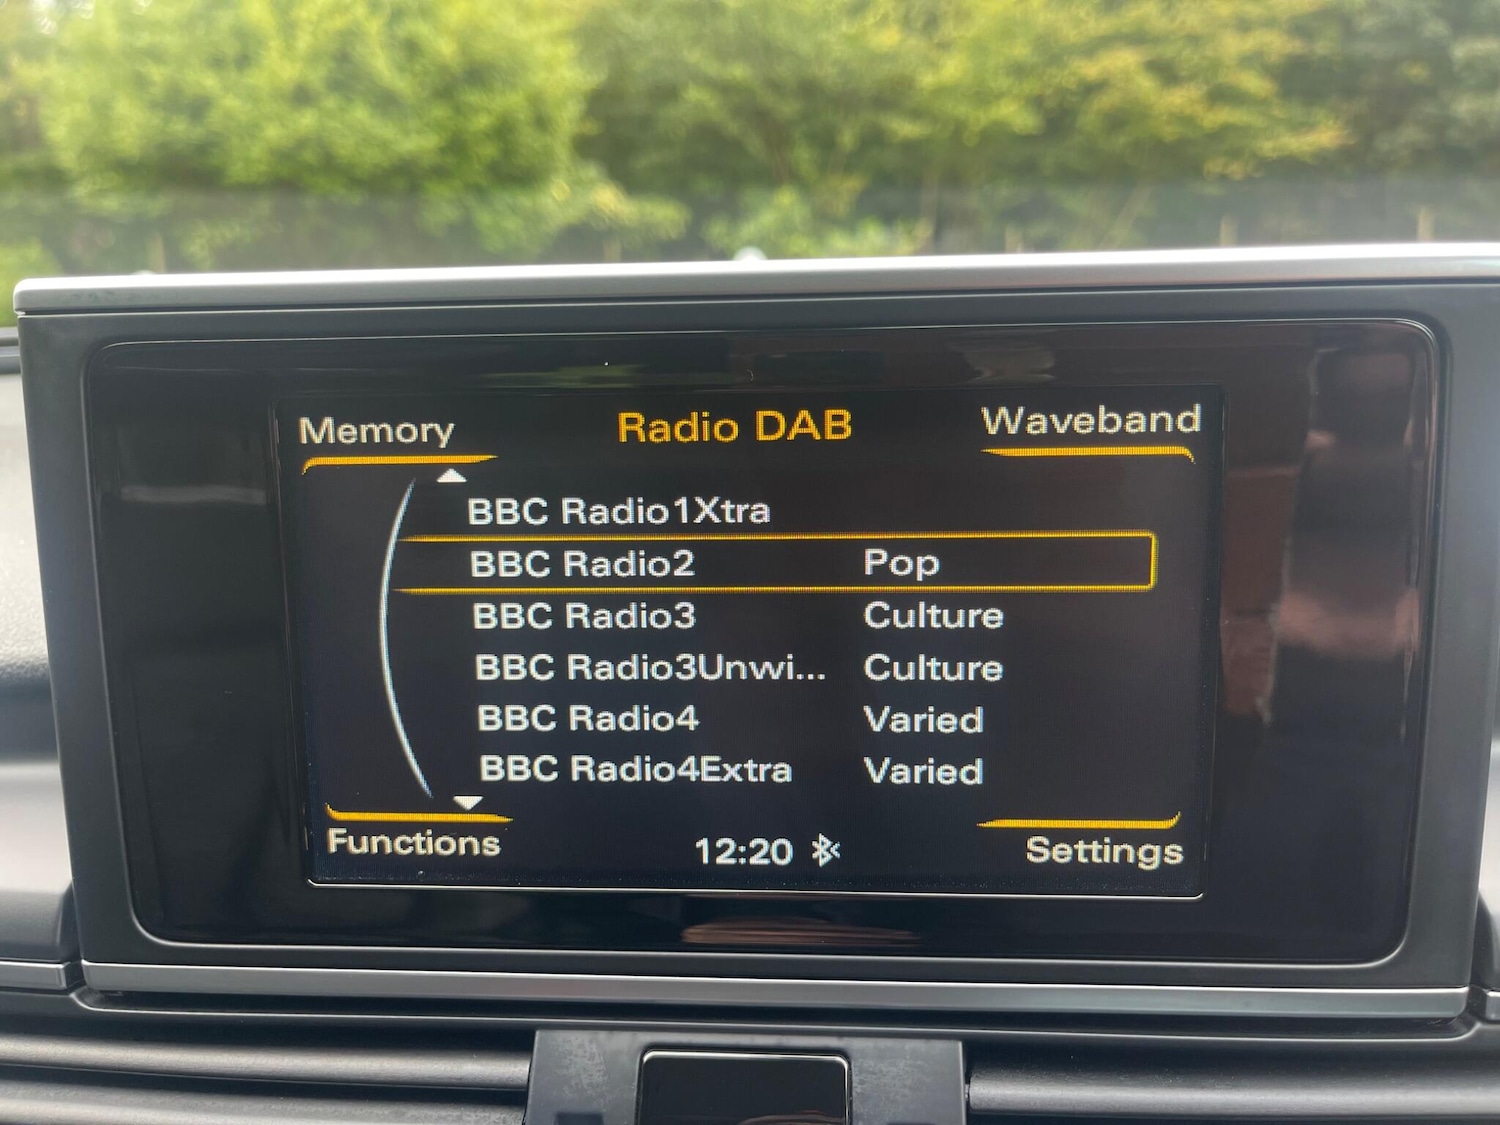 Memory Radio DAB Waveband
BBC Radio1Xtra
BBC Radio2 Pop
BBC Radio3 Culture
BBC Radio3Unwi... Culture
BBC Radio4 Varied
BBC Radio4Extra Varied
Functions 12:20 Settings